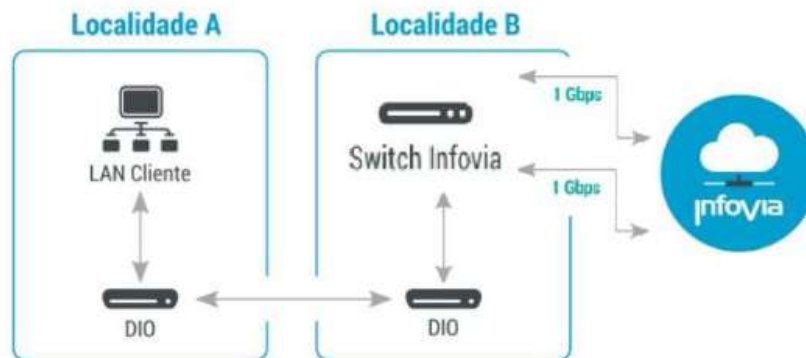 Localidade A
Localidade B
1 Gbps
LAN Cliente
Switch Infovia
1 Gbps
infovia
DIO
DIO